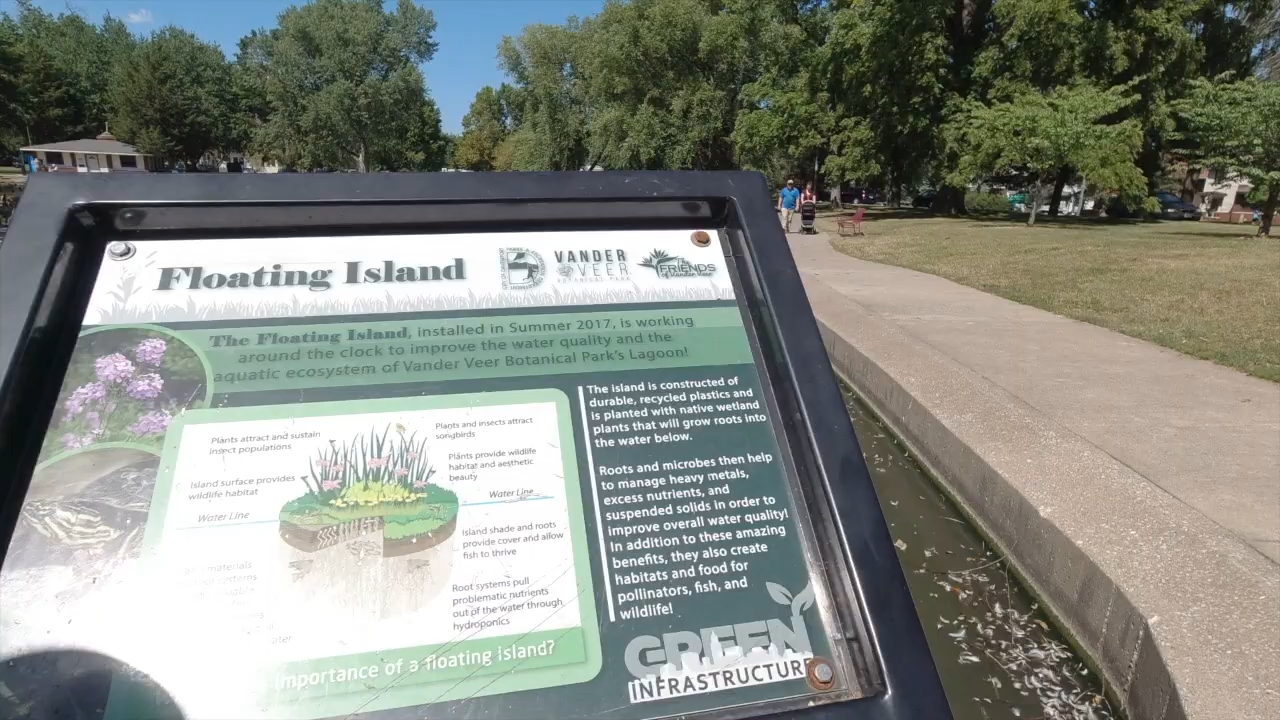 Floating Island
VANDER
VEER
BOTANICAL PARK
FRIENDS
of Vander Veer
The Floating Island, installed in Summer 2017, is working
around the clock to improve the water quality and the
aquatic ecosystem of Vander Veer Botanical Park's Lagoon!
Plants attract and sustain
insect populations
Island surface provides
wildlife habitat
Water Line
Plants and insects attract
songbirds
Plants provide wildlife
habitat and aesthetic
beauty
Water Line
Island shade and roots
provide cover and allow
fish to thrive
Root systems pull
problematic nutrients
out of the water through
hydroponics
materials
importance of a floating island?
The island is constructed of
durable, recycled plastics and
is planted with native wetland
plants that will grow roots into
the water below.
Roots and microbes then help
to manage heavy metals,
excess nutrients, and
suspended solids in order to
improve overall water quality!
In addition to these amazing
benefits, they also create
habitats and food for
pollinators, fish, and
wildlife!
GREEN
INFRASTRUCTURE